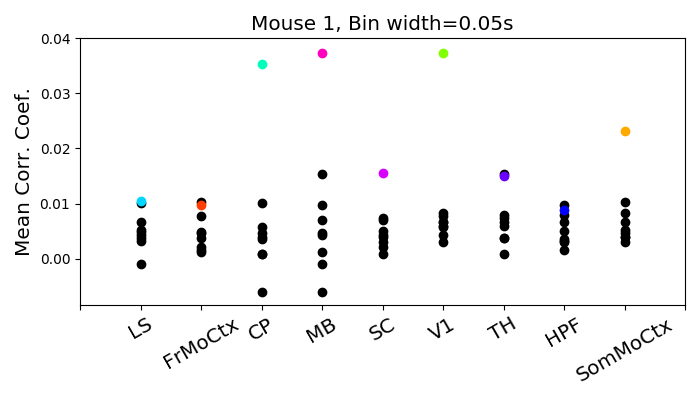 Mouse 1, Bin width=0.05s
Mean Corr. Coef.
0.04
0.03
0.02
0.01
0.00
LS
FrMoCtx
CP
MB
SC
V1
TH
HPF
SomMoCtx